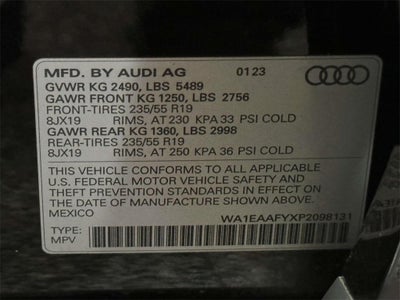 MFD. BY AUDI AG 0123
GVWR KG 2490, LBS 5489
GAWR FRONT KG 1250, LBS 2756
FRONT-TIRES 235/55 R19
8JX19 RIMS, AT 230 KPA 33 PSI COLD
GAWR REAR KG 1360, LBS 2998
REAR-TIRES 235/55 R19
8JX19 RIMS, AT 250 KPA 36 PSI COLD
THIS VEHICLE CONFORMS TO ALL APPLICABLE
U.S. FEDERAL MOTOR VEHICLE SAFETY AND
THEFT PREVENTION STANDARDS IN EFFECT ON THE
DATE OF MANUFACTURE SHOWN ABOVE.
MEXICO
WA1EAAFYXP2098131
TYPE:
MPV